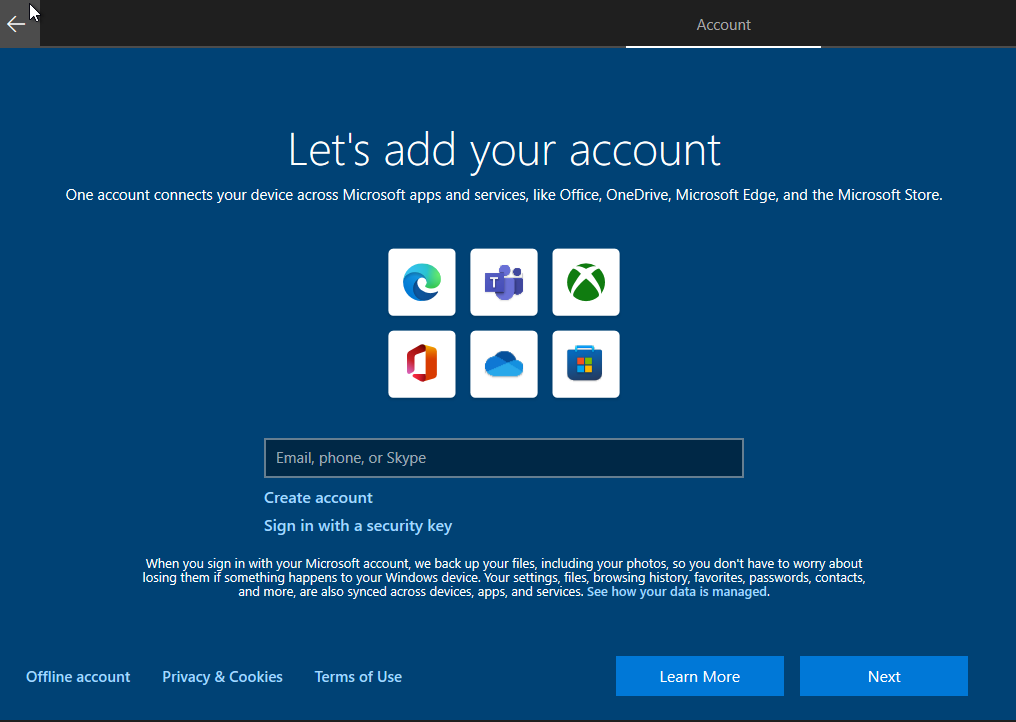 Account
Let's add your account
One account connects your device across Microsoft apps and services, like Office, OneDrive, Microsoft Edge, and the Microsoft Store.
T
Email, phone, or Skype
Create account
Sign in with a security key
When you sign in with your Microsoft account, we back up your files, including your photos, so you don't have to worry about
losing them if something happens to your Windows device. Your settings, files, browsing history, favorites, passwords, contacts,
and more, are also synced across devices, apps, and services. See how your data is managed.
Offline account Privacy & Cookies Terms of Use Learn More Next